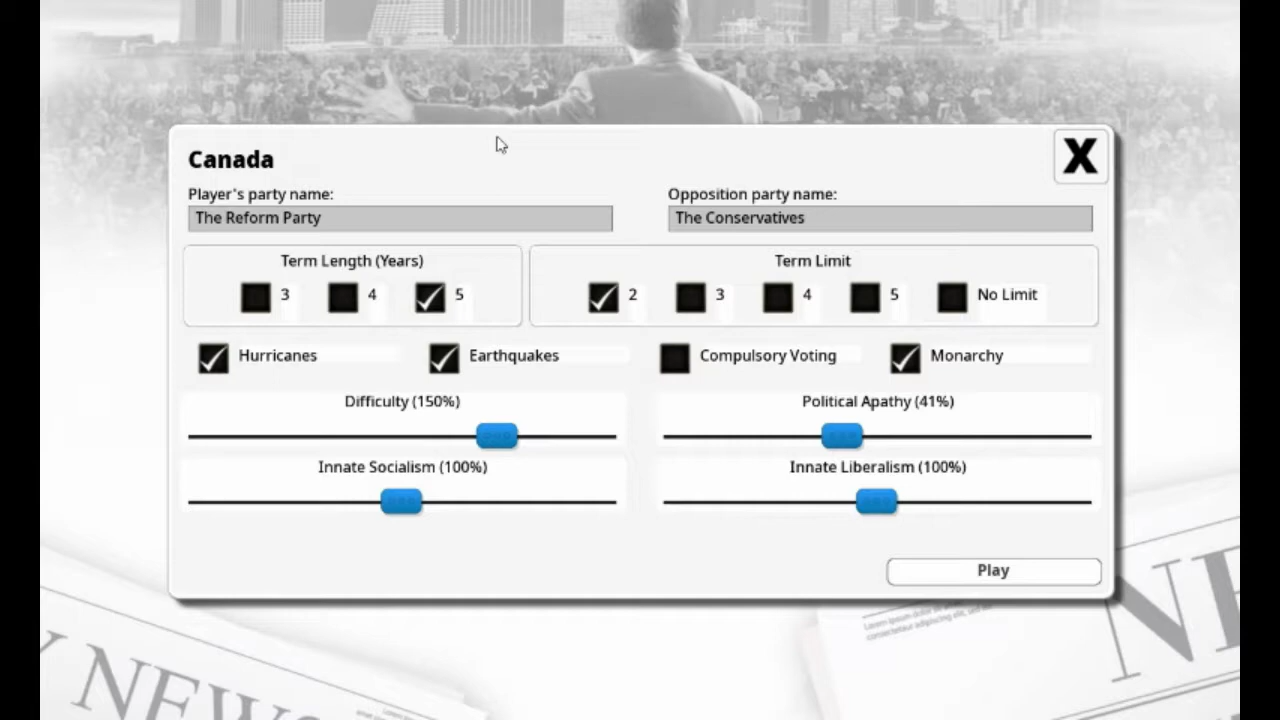 Canada
X
Player's party name:
Opposition party name:
The Reform Party
The Conservatives
Term Length (Years)
Term Limit
3
4
5
2
3
4
5
No Limit
Hurricanes
Earthquakes
Compulsory Voting
Monarchy
Difficulty (150%)
Political Apathy (41%)
Innate Socialism (100%)
Innate Liberalism (100%)
Play
Y NEWS
NE